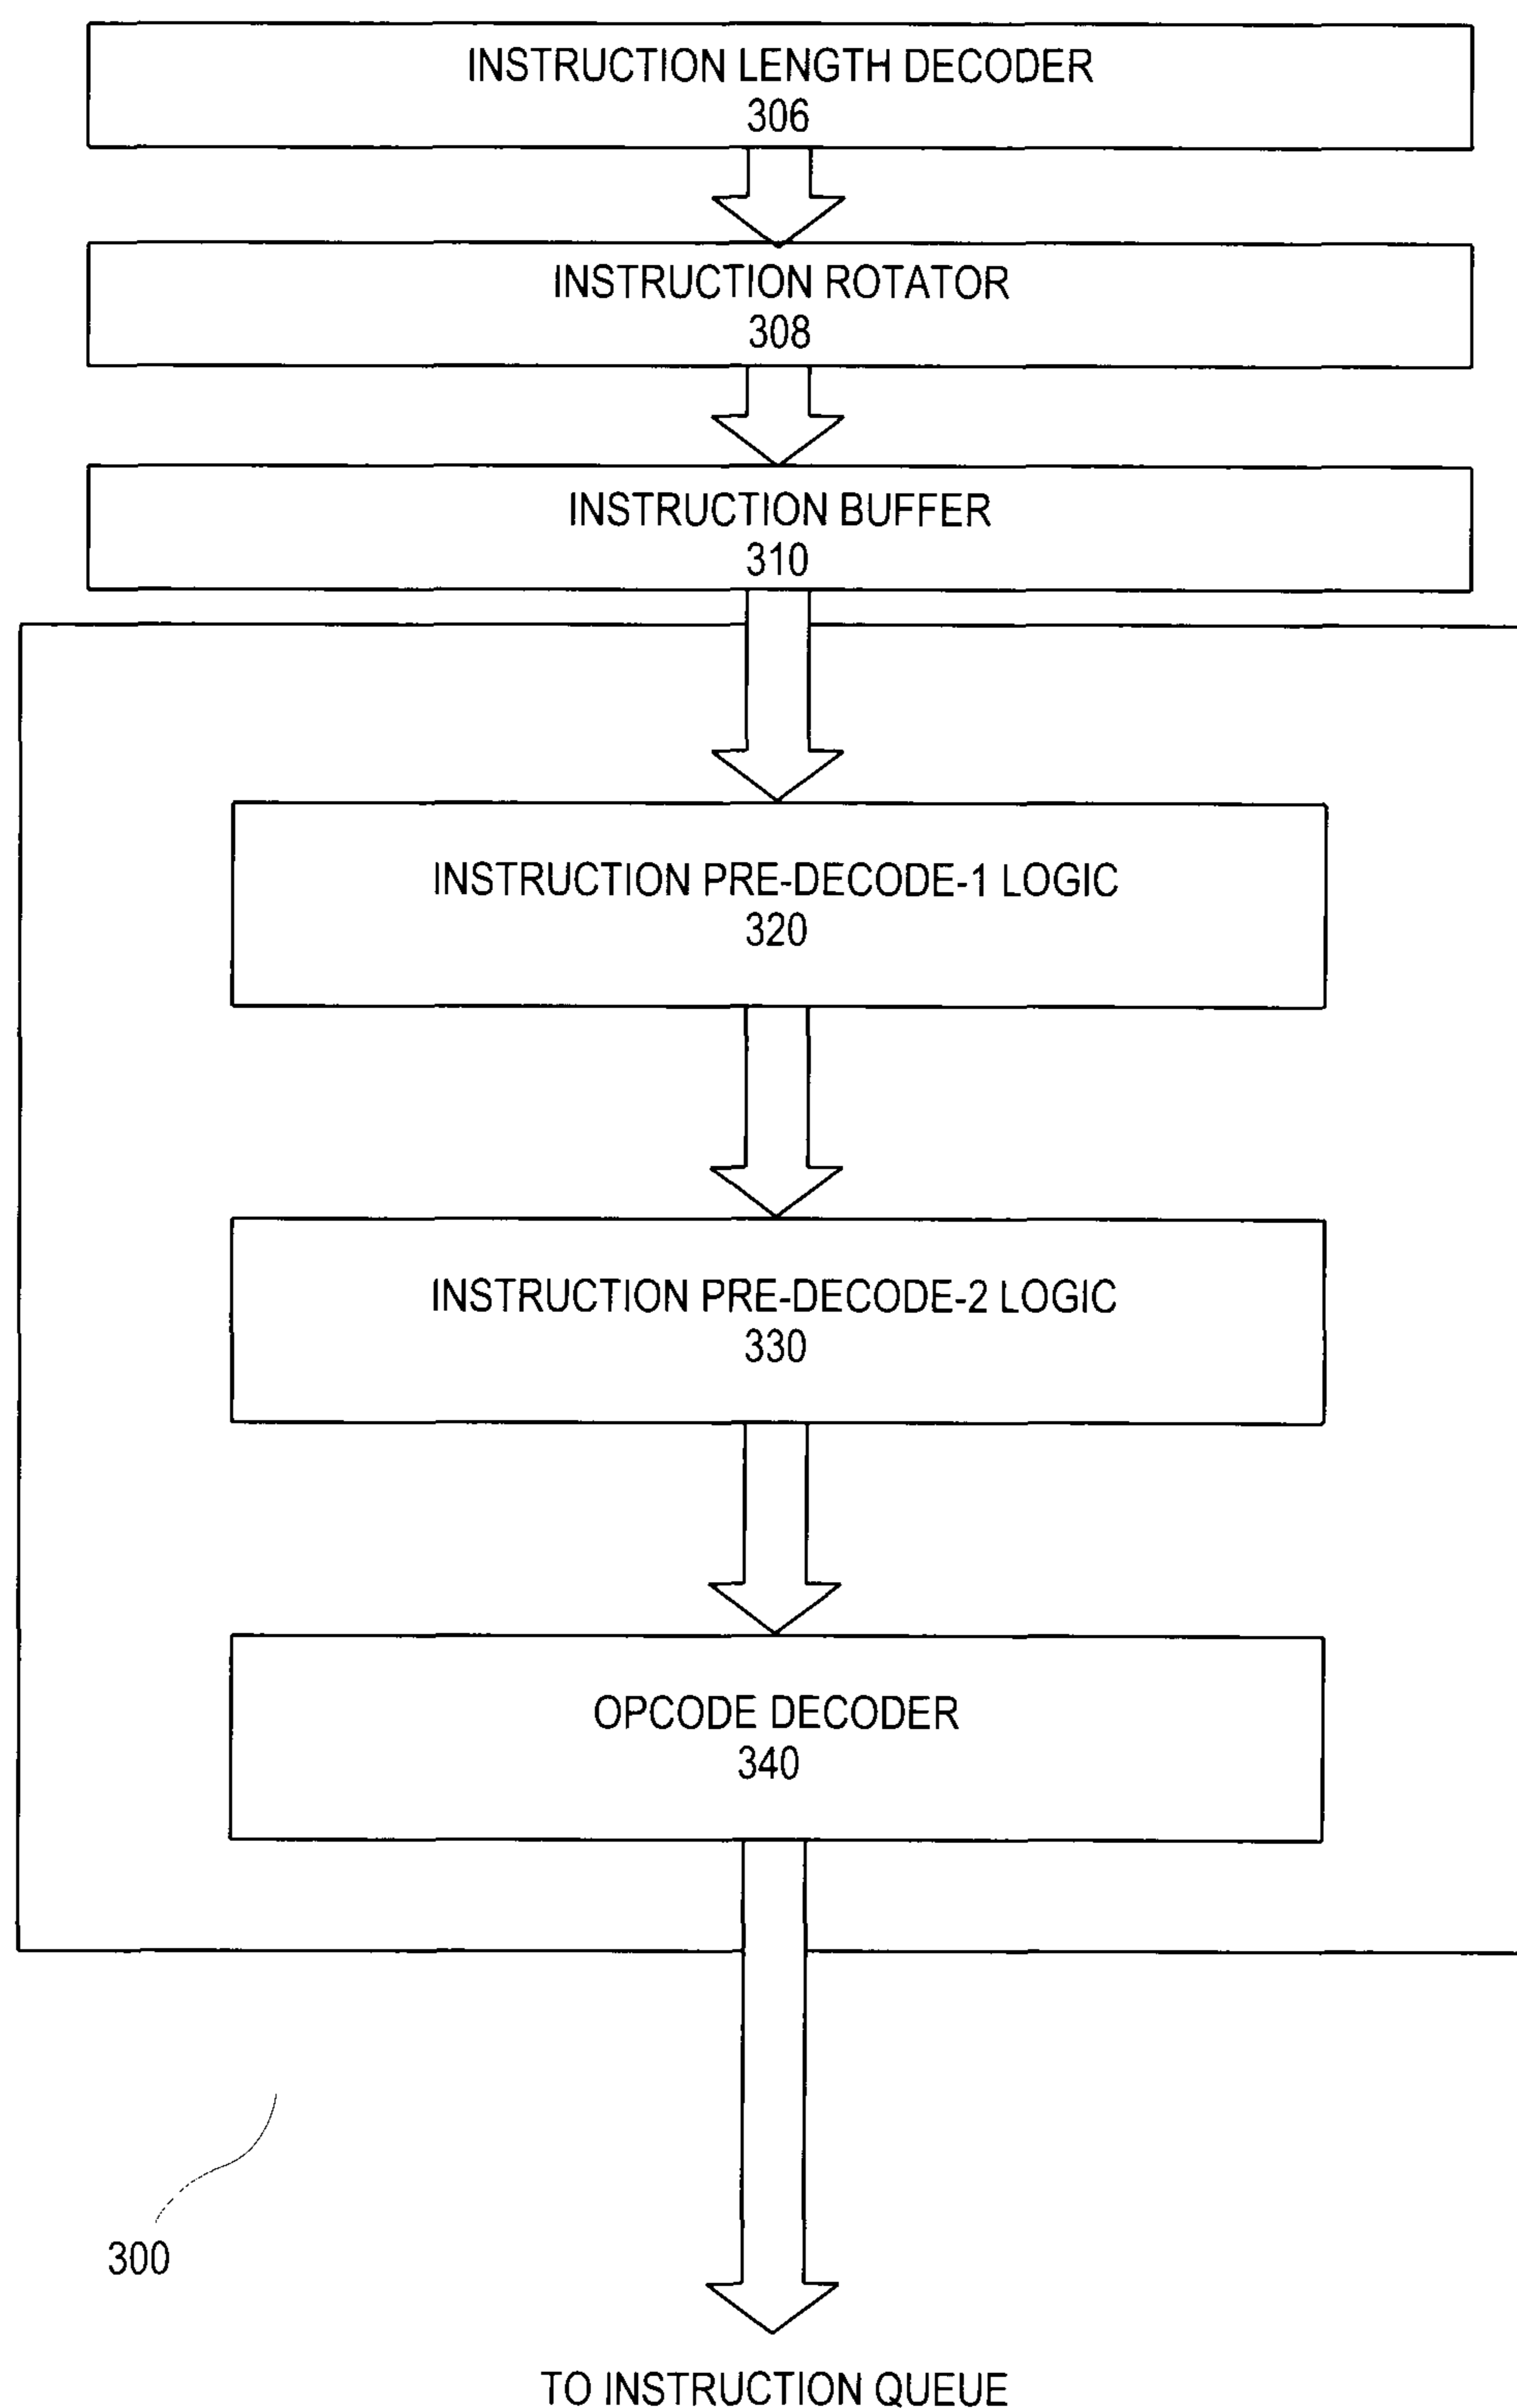 INSTRUCTION LENGTH DECODER
306
INSTRUCTION ROTATOR
308
INSTRUCTION BUFFER
310
INSTRUCTION PRE-DECODE-1 LOGIC
320
INSTRUCTION PRE-DECODE-2 LOGIC
330
OPCODE DECODER
340
300
TO INSTRUCTION QUEUE